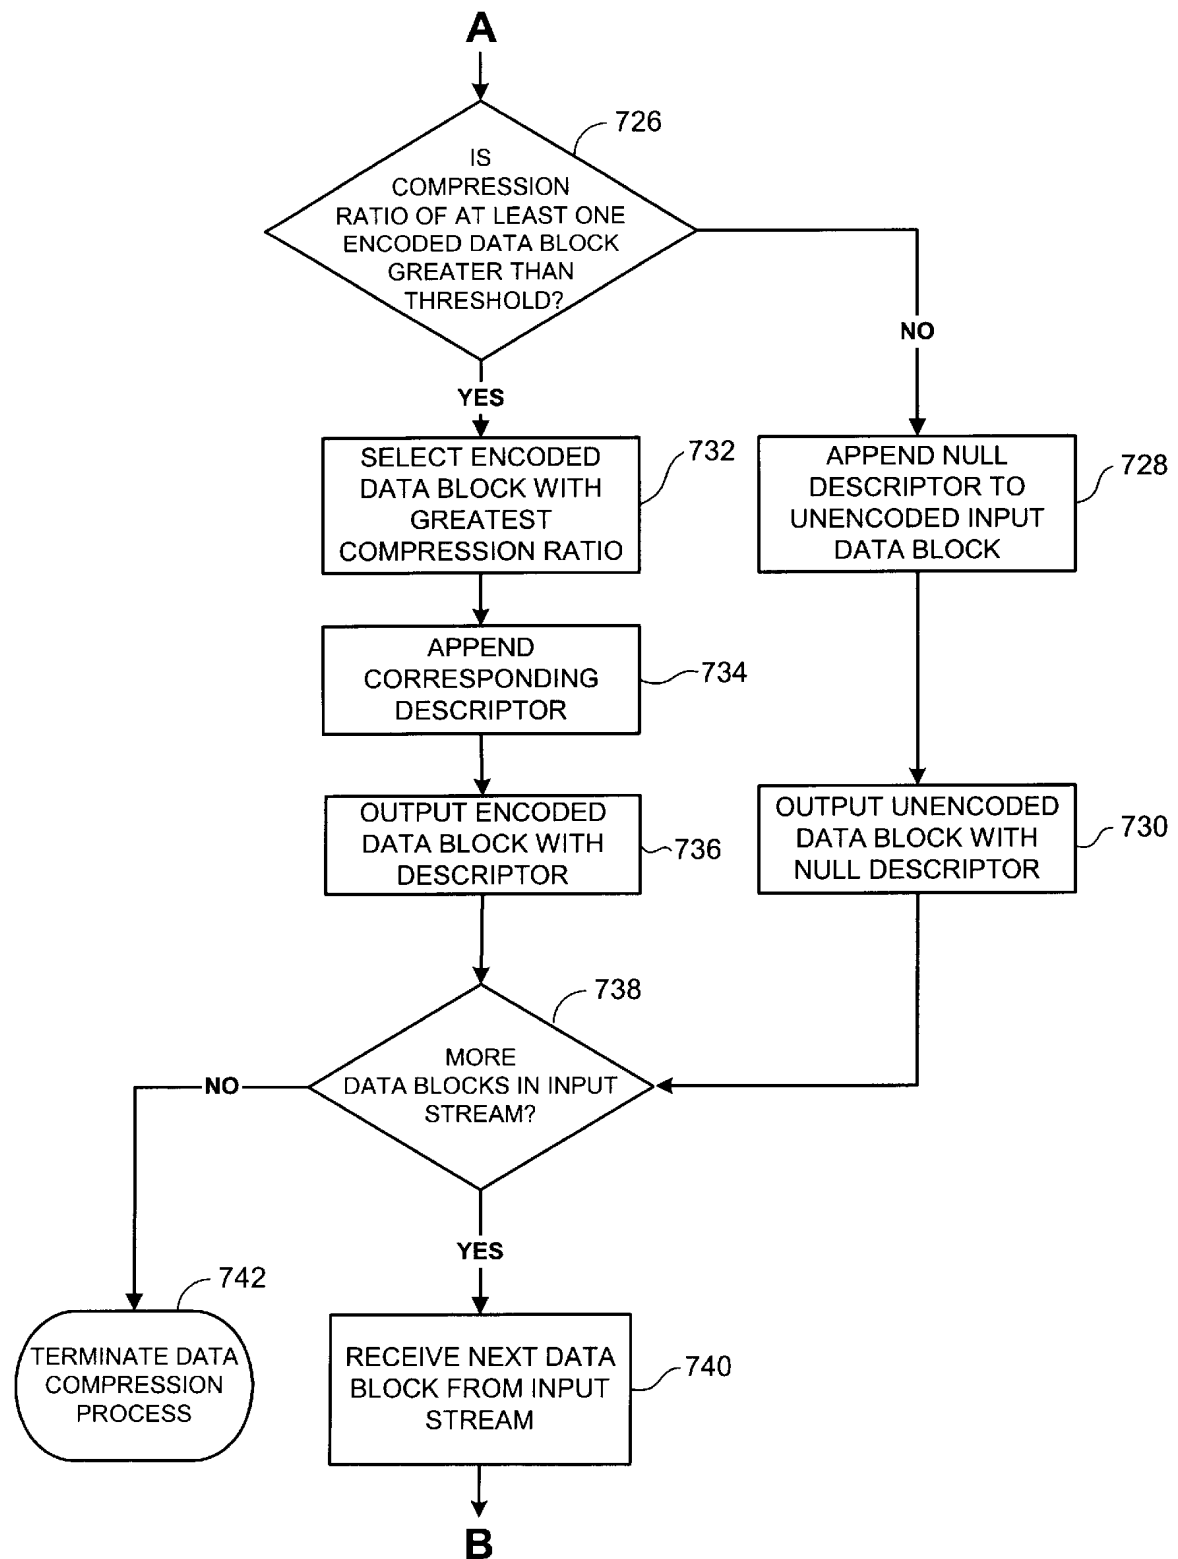 A
726
IS
COMPRESSION
RATIO OF AT LEAST ONE
ENCODED DATA BLOCK
GREATER THAN
THRESHOLD?
NO
YES
SELECT ENCODED
DATA BLOCK WITH
GREATEST
COMPRESSION RATIO
732
APPEND NULL
DESCRIPTOR TO
UNENCODED INPUT
DATA BLOCK
728
APPEND
CORRESPONDING
DESCRIPTOR
734
OUTPUT ENCODED
DATA BLOCK WITH
DESCRIPTOR
736
OUTPUT UNENCODED
DATA BLOCK WITH
NULL DESCRIPTOR
730
738
MORE
DATA BLOCKS IN INPUT
STREAM?
NO
YES
742
TERMINATE DATA
COMPRESSION
PROCESS
RECEIVE NEXT DATA
BLOCK FROM INPUT
STREAM
740
B